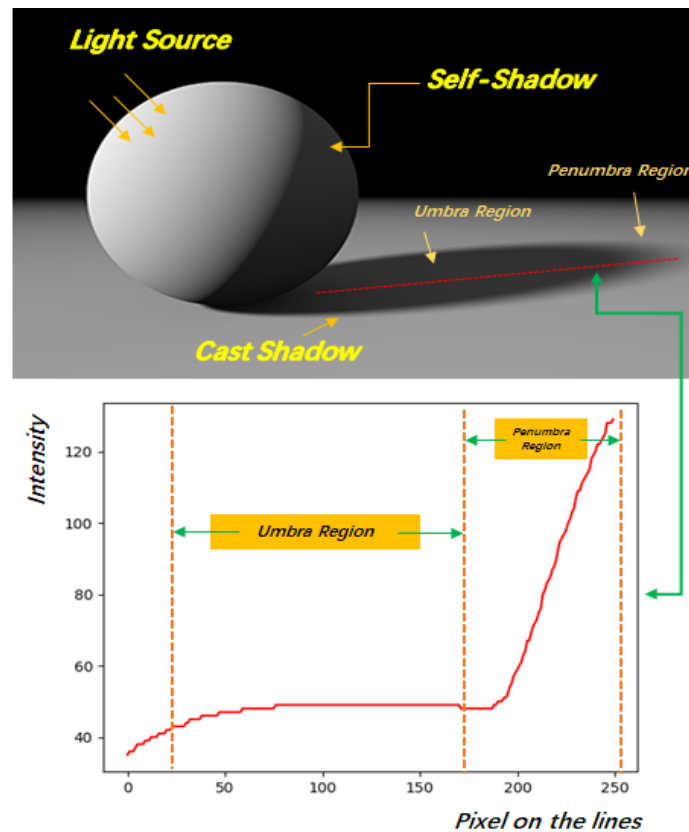 Light Source
Self-Shadow
Penumbra Region
Umbra Region
Cast Shadow
Intensity
Penumbra
Region
Umbra Region
120
100
80
60
40
0
50
100
150
200
250
Pixel on the lines